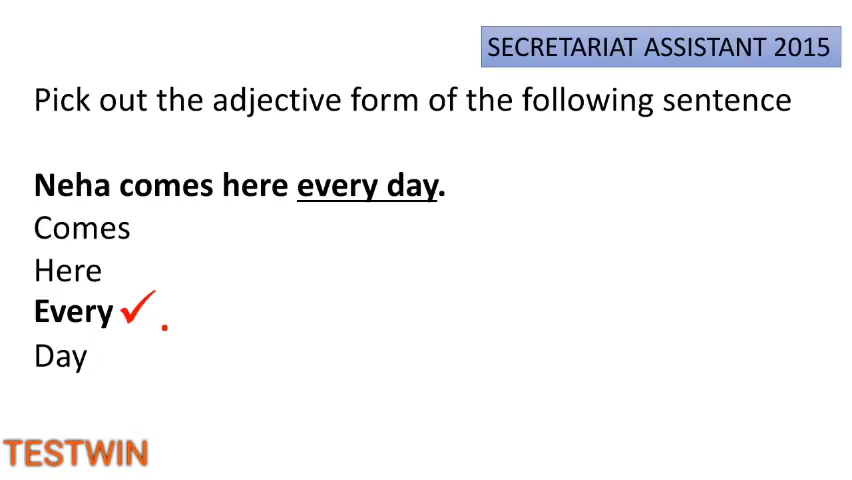 SECRETARIAT ASSISTANT 2015
Pick out the adjective form of the following sentence
Neha comes here every day.
Comes
Here
Every ✓.
Day
TESTWIN